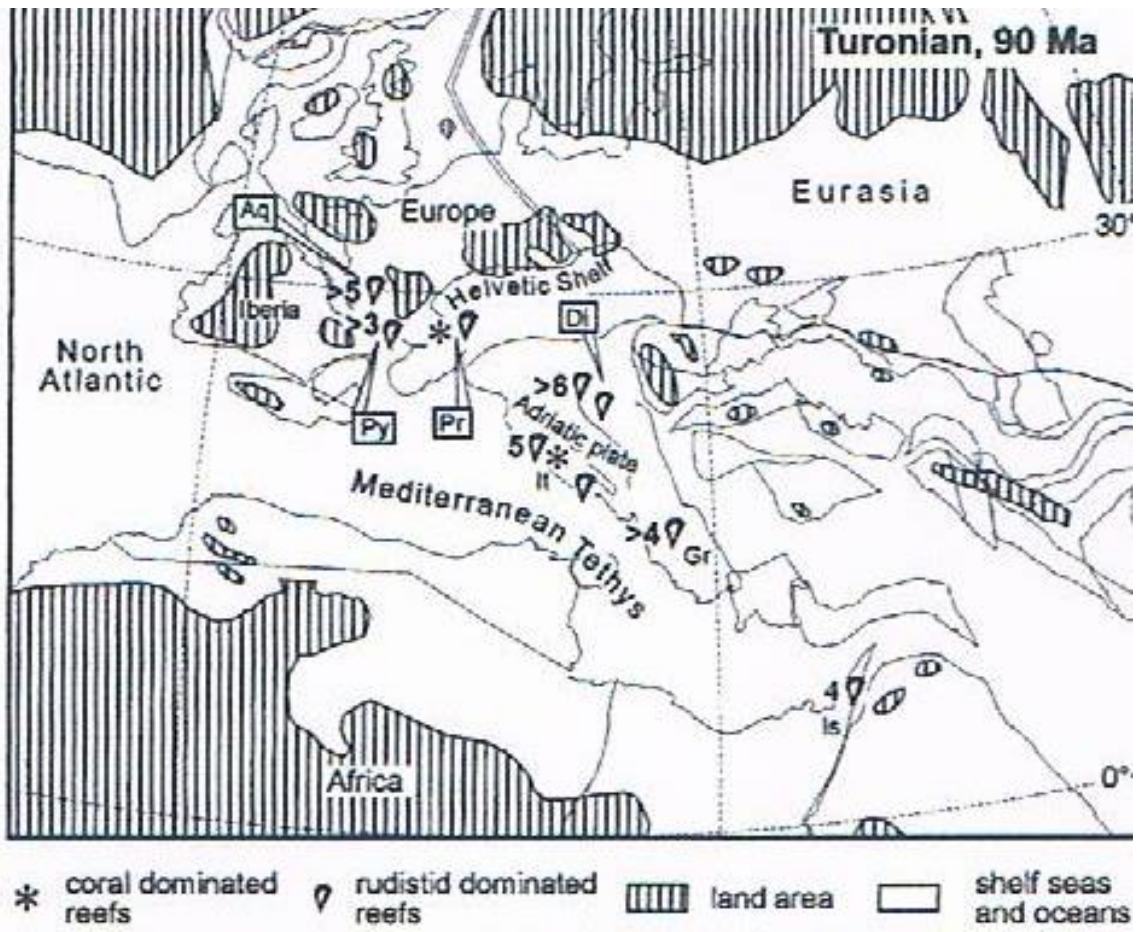 Turonian, 90 Ma
Eurasia
Europe
Aq
30°
Helvetic Shelf
>5
Iberia
>3
Di
North
Atlantic
>6
Py
Pr
Adriatic plate
5
It
Mediterranean Tethys
>4
Gr
4
Is
Africa
0°
coral dominated
reefs
rudistid dominated
reefs
land area
shelf seas
and oceans